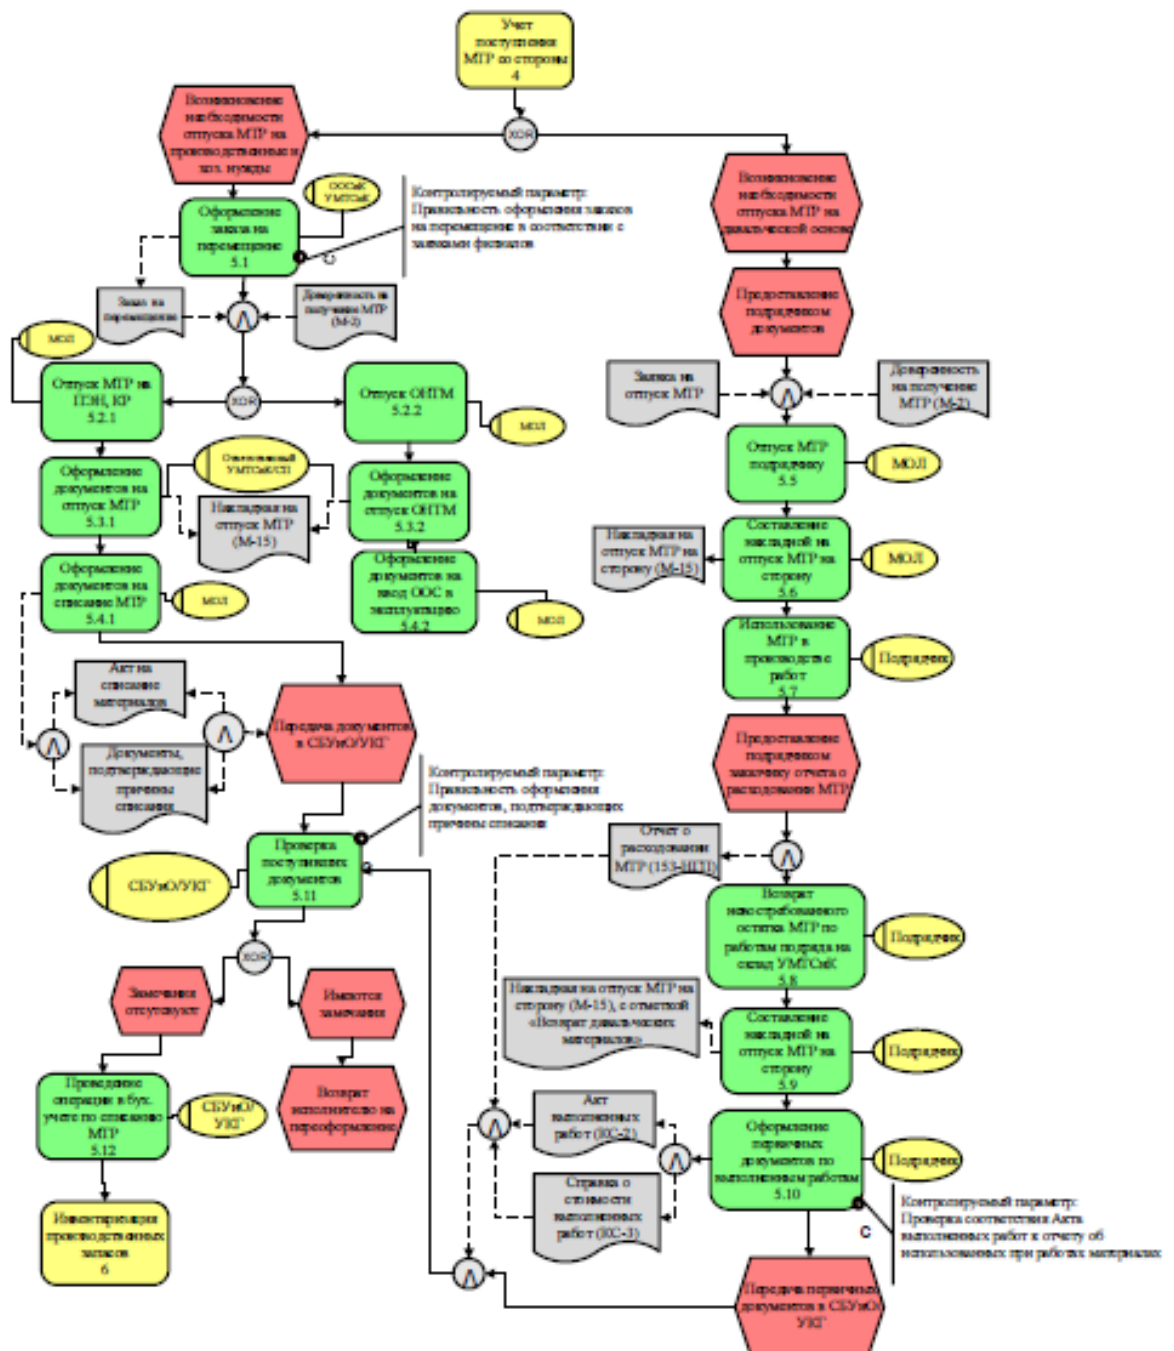 Учет
поступления
МТР со стороны
4
XOR
Возникновение
необходимости
отпуска МТР на
производственные и
хоз. нужды
Возникновение
необходимости
отпуска МТР на
давальческой основе
ООСиК
УМТСиК
Контролируемый параметр:
Правильность оформления заказов
на перемещение в соответствии с
заявками филиалов
Оформление
заказа на
перемещение
5.1
Заказ на
перемещение
Доверенность на
получение МТР
(М-2)
Предоставление
подрядчиком
документов
МОЛ
Отпуск МТР на
ПЭН, КР
5.2.1
XOR
Отпуск ОНТМ
5.2.2
МОЛ
Заявка на
отпуск МТР
Доверенность
на получение
МТР (М-2)
Отпуск МТР
подрядчику
5.5
МОЛ
Оформление
документов на
отпуск МТР
5.3.1
Ответственный
УМТСиК/СП
Накладная на
отпуск МТР
(М-15)
Оформление
документов на
отпуск ОНТМ
5.3.2
Накладная на
отпуск МТР на
сторону (М-15)
Составление
накладной на
отпуск МТР на
сторону
5.6
МОЛ
Оформление
документов на
списание МТР
5.4.1
МОЛ
Оформление
документов на
ввод ООС в
эксплуатацию
5.4.2
МОЛ
Использование
МТР в
производстве
работ
5.7
Подрядчик
Акт на
списание
материалов
Документы,
подтверждающие
причины
списания
Передача документов
в СБУиО/УКГ
Предоставление
подрядчиком
заказчику отчета о
расходовании МТР
Контролируемый параметр:
Правильность оформления
документов, подтверждающих
причины списания
Проверка
поступивших
документов
5.11
СБУиО/УКГ
Отчет о
расходовании
МТР (153-НГП)
Возврат
невостребованного
остатка МТР по
работам подряда на
склад УМТСиК
5.8
Подрядчик
XOR
Замечания
отсутсвуют
Имеются
замечания
Накладная на отпуск МТР на
сторону (М-15), с отметкой
«Возврат давальческих
материалов»
Составление
накладной на
отпуск МТР на
сторону
5.9
Подрядчик
Проведение
операции в бух.
учете по списанию
МТР
5.12
СБУиО/
УКГ
Возврат
исполнителю на
переоформление
Акт
выполненных
работ (КС-2)
Справка о
стоимости
выполненных
работ (КС-3)
Оформление
первичных
документов по
выполненным работам
5.10
Подрядчик
Контролируемый параметр:
Проверка соответствия Акта
выполненных работ к отчету об
использованных при работах материалах
C
Инвентаризация
производственных
запасов
6
Передача первичных
документов в СБУиО/
УКГ